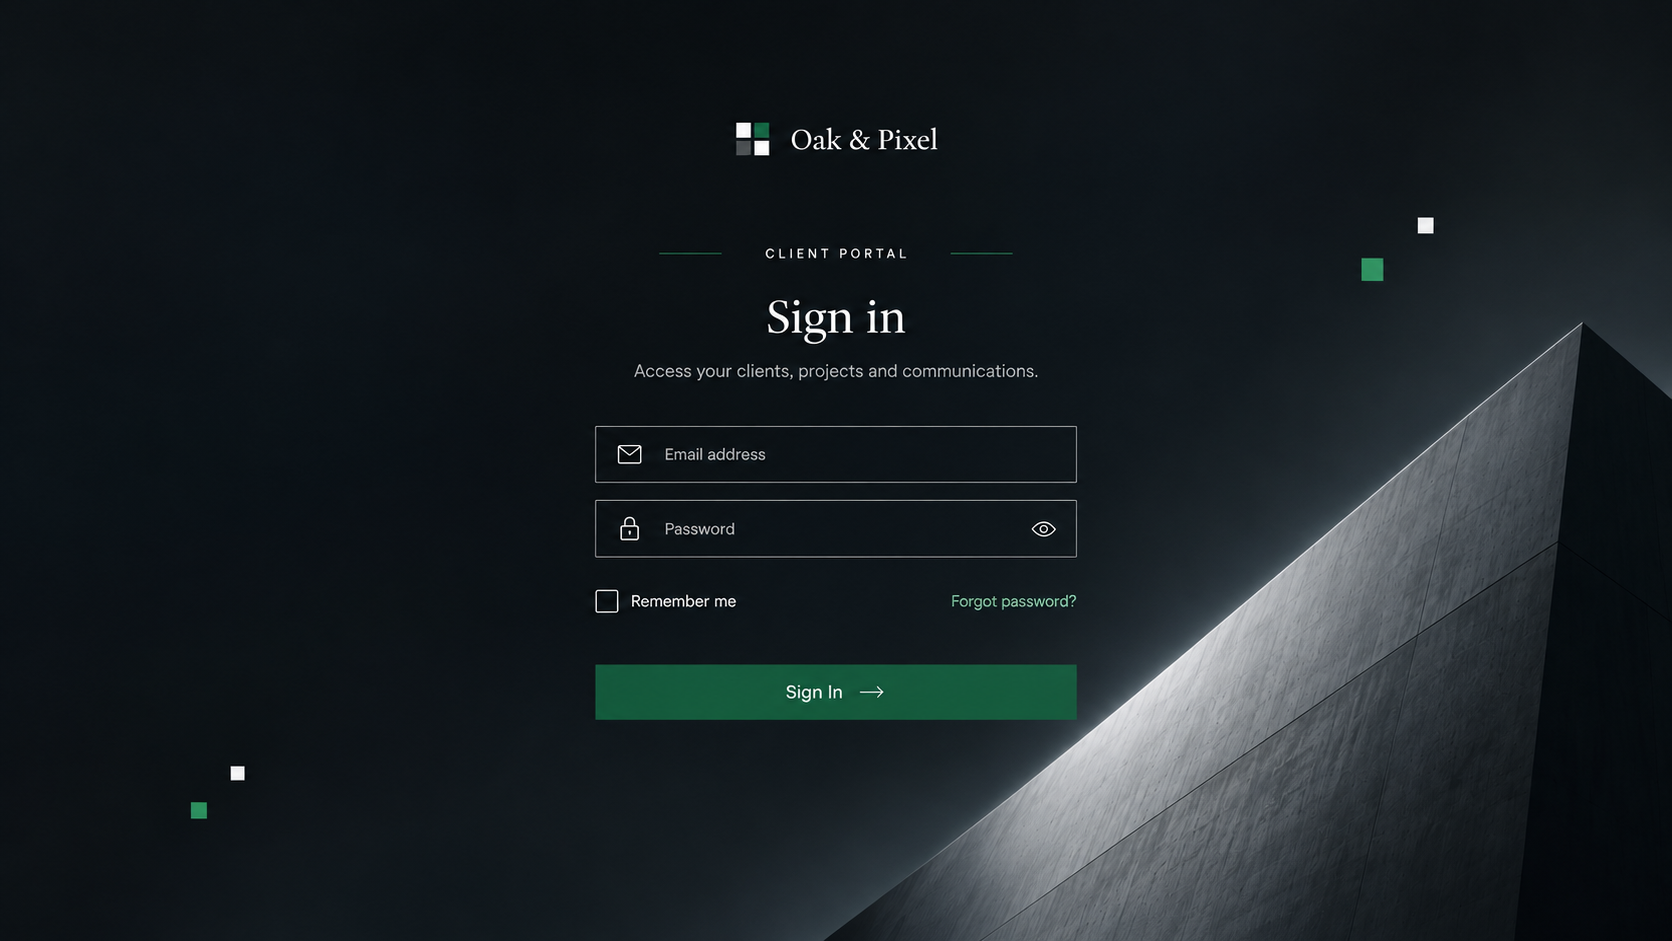 Oak & Pixel
CLIENT PORTAL
Sign in
Access your clients, projects and communications.
Email address
Password
Remember me
Forgot password?
Sign In